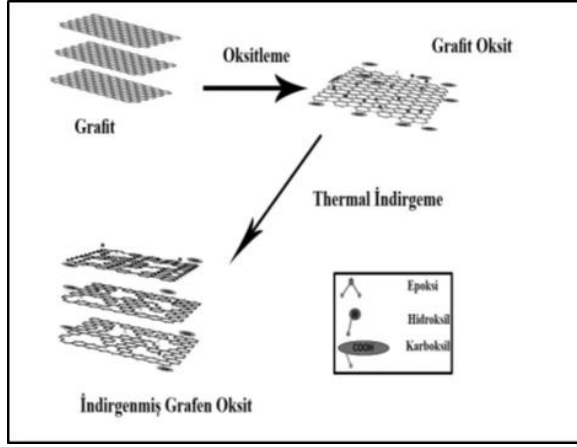 Grafit Oksit
Oksitleme
Grafit
Thermal İndirgeme
Epoksi
Hidroksil
COOH
Karboksil
İndirgenmiş Grafen Oksit